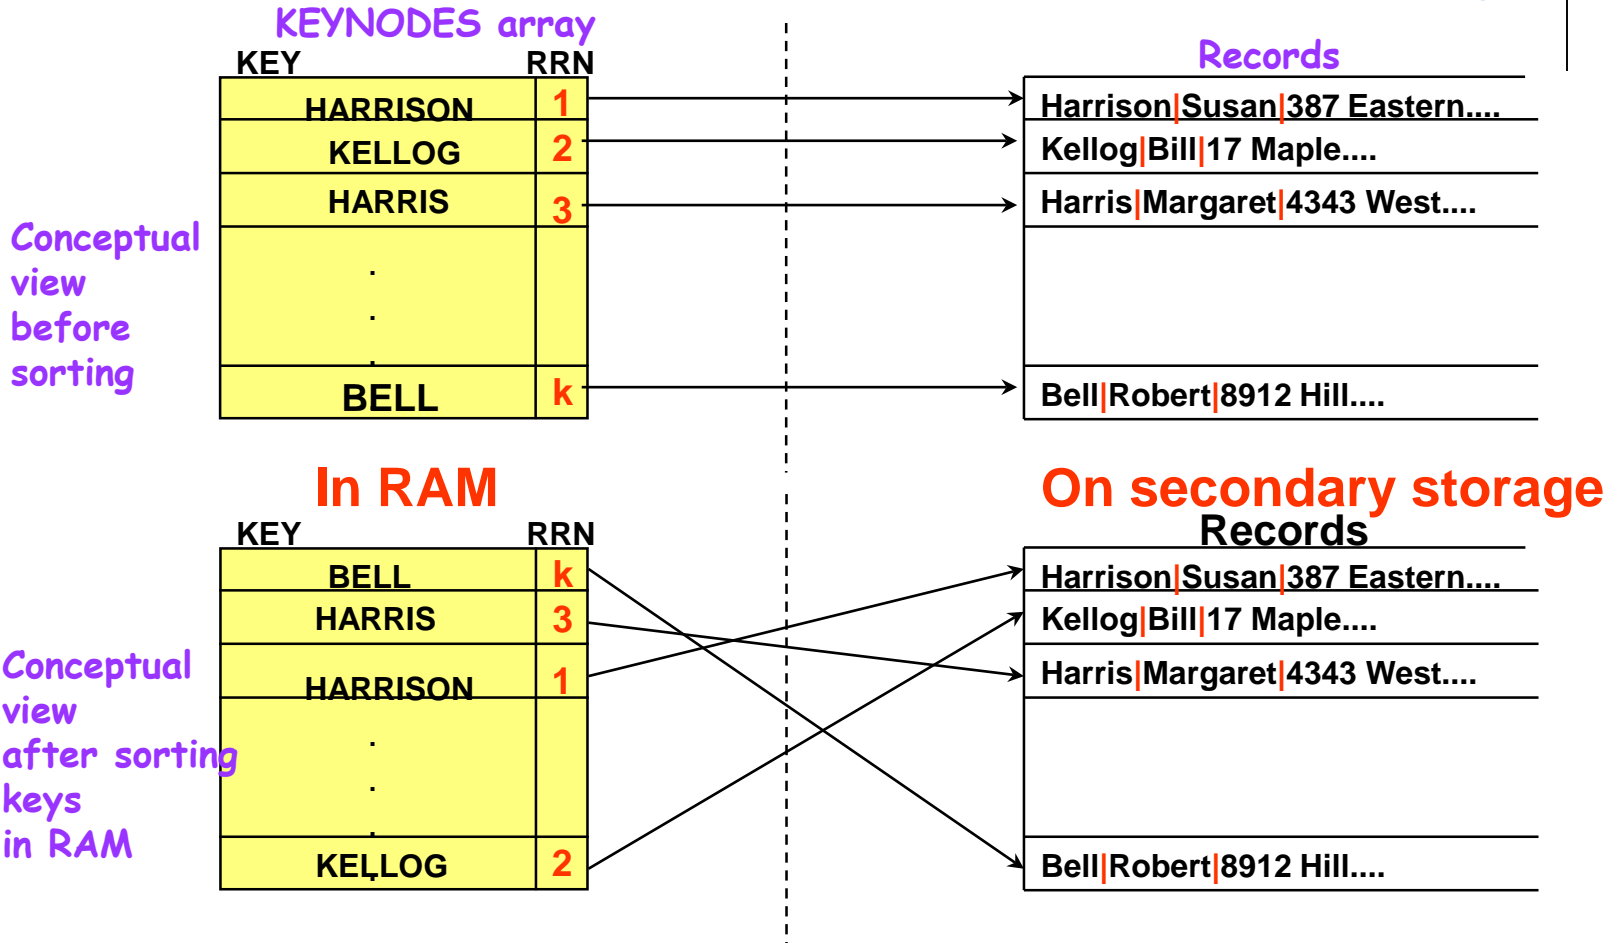 KEYNODES array
KEY RRN
Records
HARRISON 1
Harrison|Susan|387 Eastern....
KELLOG 2
Kellog|Bill|17 Maple....
HARRIS 3
Harris|Margaret|4343 West....
Conceptual
view
before
sorting
.
.
.
BELL k
Bell|Robert|8912 Hill....
In RAM
On secondary storage
KEY RRN
Records
BELL k
Harrison|Susan|387 Eastern....
HARRIS 3
Kellog|Bill|17 Maple....
HARRISON 1
Harris|Margaret|4343 West....
Conceptual
view
after sorting
keys
in RAM
.
.
.
KELLOG 2
Bell|Robert|8912 Hill....